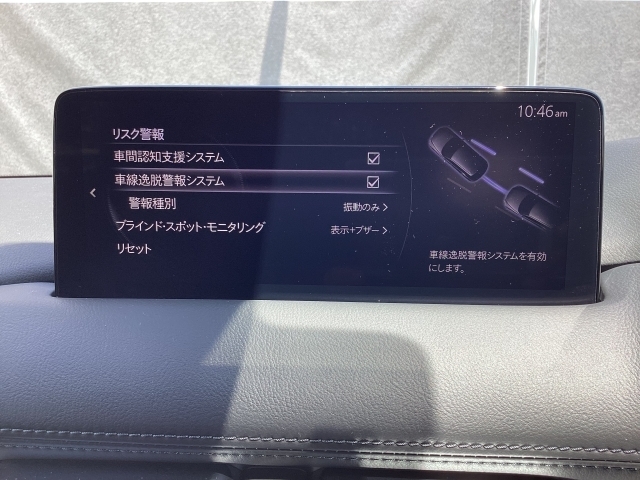 10:46am
リスク警報
車間認知支援システム
車線逸脱警報システム
警報種別 振動のみ
ブラインド・スポット・モニタリング 表示+ブザー
リセット
車線逸脱警報システムを有効
にします。